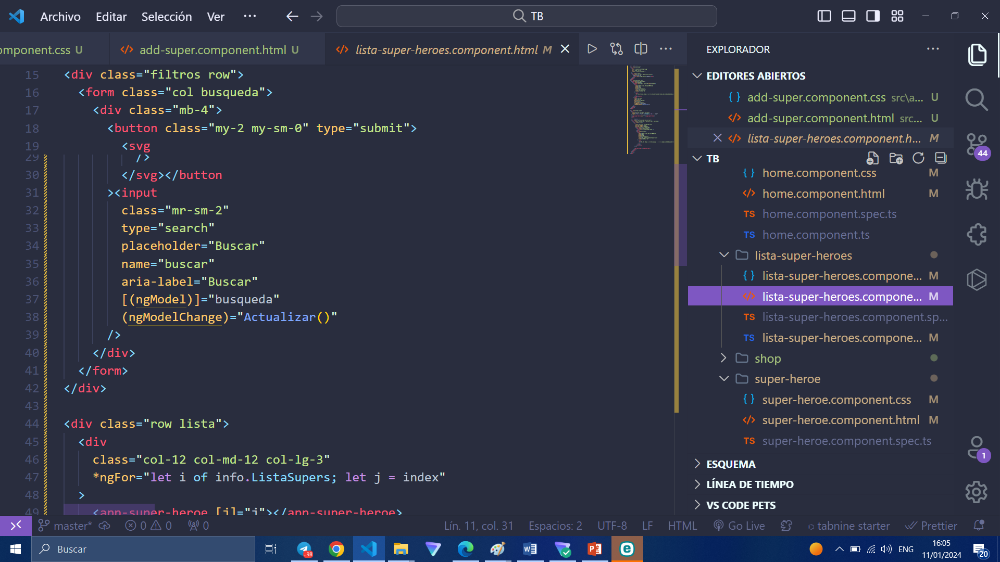 Archivo Editar Selección Ver ··· TB
omponent.css U
add-super.component.html U
lista-super-heroes.component.html M
15 <div class="filtros row">
16 <form class="col busqueda">
17 <div class="mb-4">
18 <button class="my-2 my-sm-0" type="submit">
19 <svg
29 />
30 </svg></button
31 ><input
32 class="mr-sm-2"
33 type="search"
34 placeholder="Buscar"
35 name="buscar"
36 aria-label="Buscar"
37 [(ngModel)]="busqueda"
38 (ngModelChange)="Actualizar()"
39 />
40 </div>
41 </form>
42 </div>
43
44 <div class="row lista">
45 <div
46 class="col-12 col-md-12 col-lg-3"
47 *ngFor="let i of info.ListaSupers; let j = index"
48 >
49 <app-super-heroe [j]="j"></app-super-heroe>
EXPLORADOR
EDITORES ABIERTOS
{ } add-super.component.css src\a... U
</> add-super.component.html src... U
</> lista-super-heroes.component.h... M
TB
{ } home.component.css M
</> home.component.html M
TS home.component.spec.ts
TS home.component.ts
lista-super-heroes
{ } lista-super-heroes.compone... M
</> lista-super-heroes.compone... M
TS lista-super-heroes.component.sp...
TS lista-super-heroes.compone... M
shop
super-heroe
{ } super-heroe.component.css M
</> super-heroe.component.html M
TS super-heroe.component.spec.ts
ESQUEMA
LÍNEA DE TIEMPO
VS CODE PETS
44
1
master* 0 0 0 Lín. 11, col. 31 Espacios: 2 UTF-8 LF HTML Go Live tabnine starter Prettier
Buscar
98
ENG
16:05
11/01/2024
20